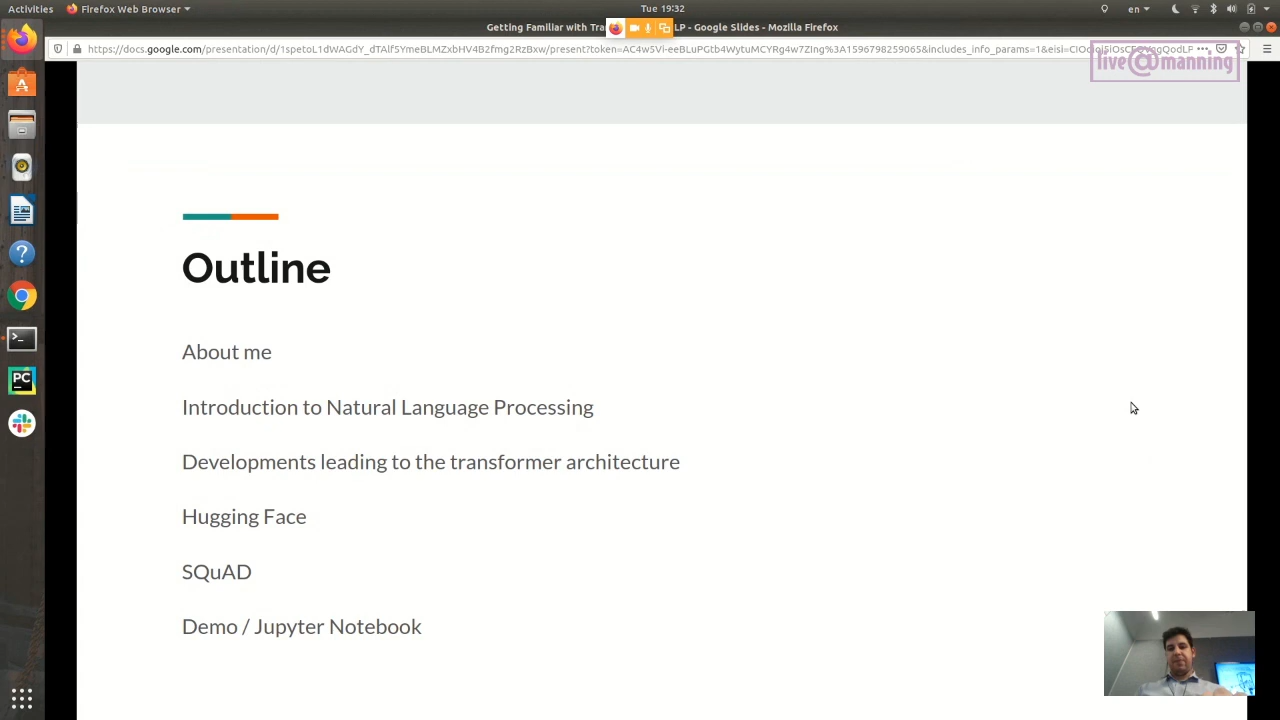 Activities
Firefox Web Browser
Tue 19:32
en
Getting Familiar with Tra
LP - Google Slides - Mozilla Firefox
live@manning
Outline
About me
Introduction to Natural Language Processing
Developments leading to the transformer architecture
Hugging Face
SQuAD
Demo / Jupyter Notebook
PC